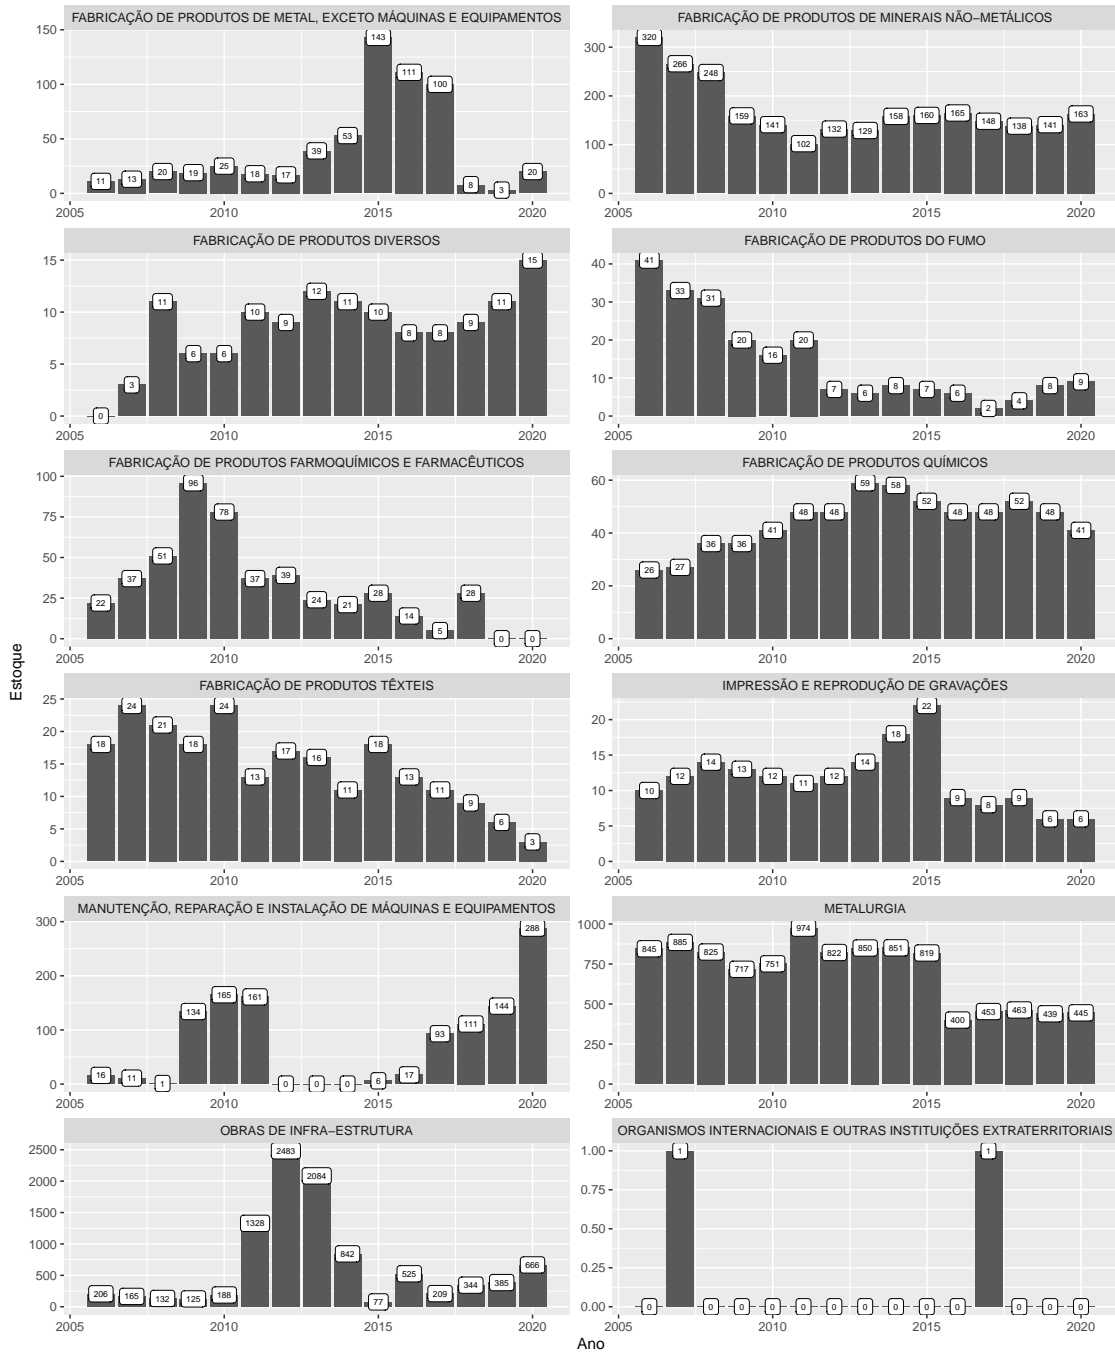 FABRICAÇÃO DE PRODUTOS DE METAL, EXCETO MÁQUINAS E EQUIPAMENTOS
150
100
50
0
11 13 20 19 25 18 17 39 53 143 111 100 8 3 20
2005 2010 2015 2020
FABRICAÇÃO DE PRODUTOS DE MINERAIS NÃO−METÁLICOS
300
200
100
0
320 266 248 159 141 102 132 129 158 160 165 148 138 141 163
2005 2010 2015 2020
FABRICAÇÃO DE PRODUTOS DIVERSOS
15
10
5
0
0 3 11 6 6 10 9 12 11 10 8 8 9 11 15
2005 2010 2015 2020
FABRICAÇÃO DE PRODUTOS DO FUMO
40
30
20
10
0
41 33 31 20 16 20 7 6 8 7 6 2 4 8 9
2005 2010 2015 2020
FABRICAÇÃO DE PRODUTOS FARMOQUÍMICOS E FARMACÊUTICOS
100
75
50
25
0
22 37 51 96 78 37 39 24 21 28 14 5 28 0 0
2005 2010 2015 2020
FABRICAÇÃO DE PRODUTOS QUÍMICOS
60
40
20
0
26 27 36 36 41 48 48 59 58 52 48 48 52 48 41
2005 2010 2015 2020
Estoque
FABRICAÇÃO DE PRODUTOS TÊXTEIS
25
20
15
10
5
0
18 24 21 18 24 13 17 16 11 18 13 11 9 6 3
2005 2010 2015 2020
IMPRESSÃO E REPRODUÇÃO DE GRAVAÇÕES
20
15
10
5
0
10 12 14 13 12 11 12 14 18 22 9 8 9 6 6
2005 2010 2015 2020
MANUTENÇÃO, REPARAÇÃO E INSTALAÇÃO DE MÁQUINAS E EQUIPAMENTOS
300
200
100
0
16 11 1 134 165 161 0 0 0 6 17 93 111 144 288
2005 2010 2015 2020
METALURGIA
1000
750
500
250
0
845 885 825 717 751 974 822 850 851 819 400 453 463 439 445
2005 2010 2015 2020
OBRAS DE INFRA−ESTRUTURA
2500
2000
1500
1000
500
0
206 165 132 125 188 1328 2483 2084 842 77 525 209 344 385 666
2005 2010 2015 2020
ORGANISMOS INTERNACIONAIS E OUTRAS INSTITUIÇÕES EXTRATERRITORIAIS
1.00
0.75
0.50
0.25
0.00
0 1 0 0 0 0 0 0 0 0 0 1 0 0 0
2005 2010 2015 2020
Ano